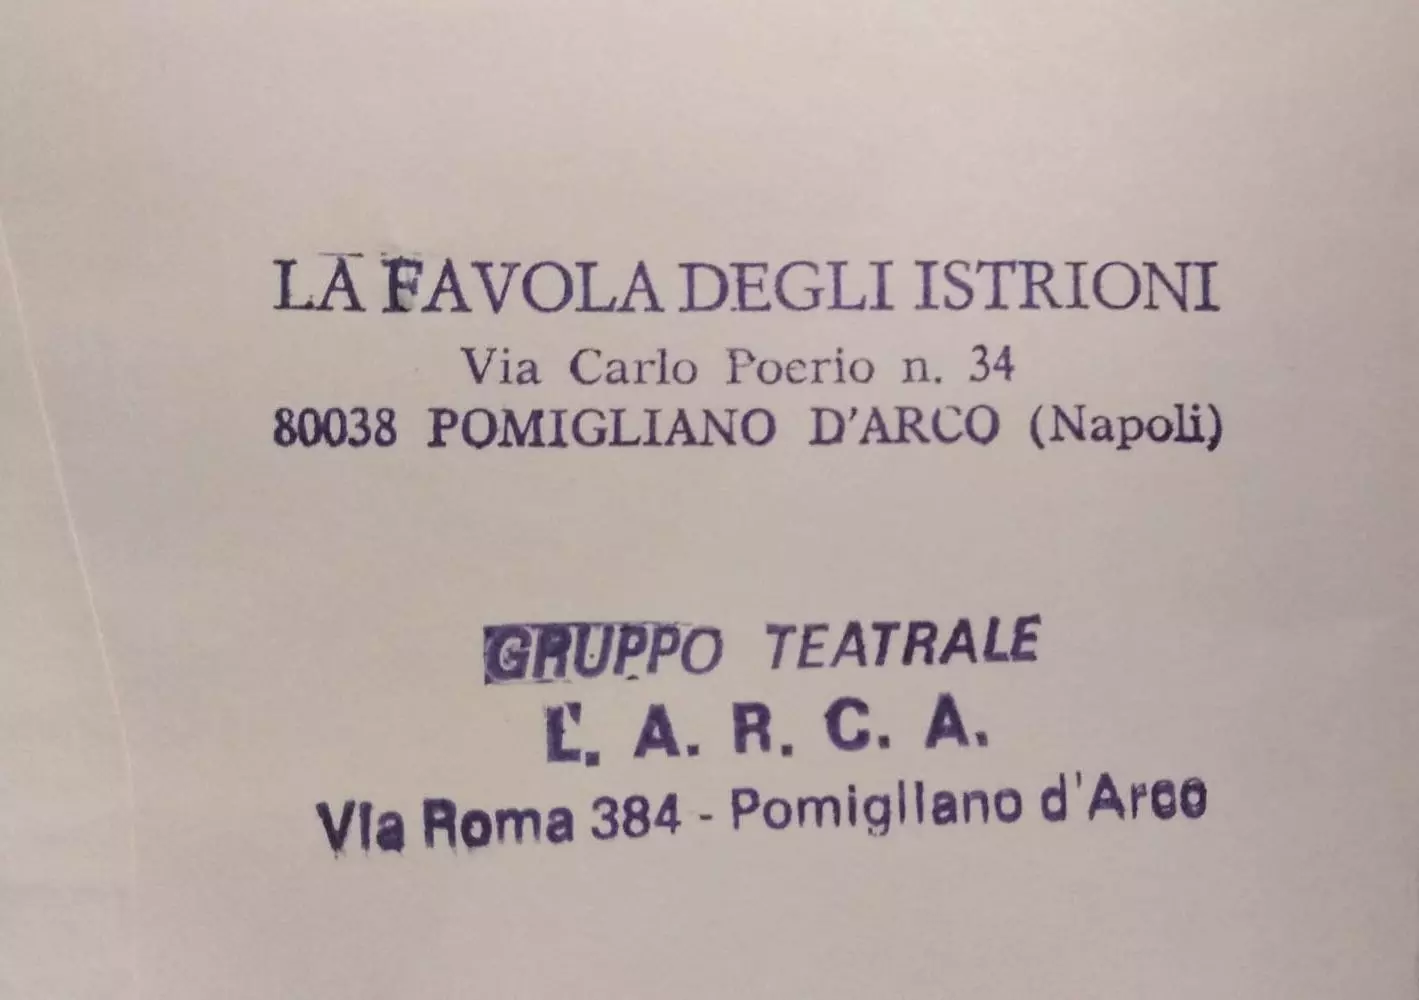 LA FAVOLA DEGLI ISTRIONI
Via Carlo Poerio n. 34
80038 POMIGLIANO D'ARCO (Napoli)
GRUPPO TEATRALE
L'. A. R. C. A.
Via Roma 384 - Pomigliano d'Arco